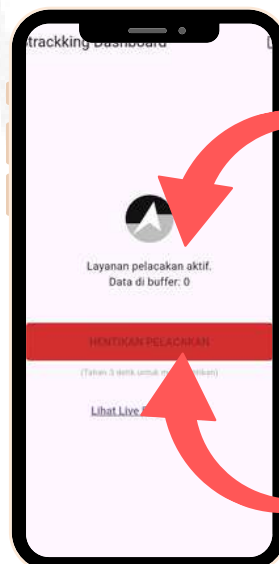 trackking Dashboard
Layanan pelacakan aktif.
Data di buffer: 0
HENTIKAN PELACAKAN
(Tahan 3 detik untuk
Lihat Live